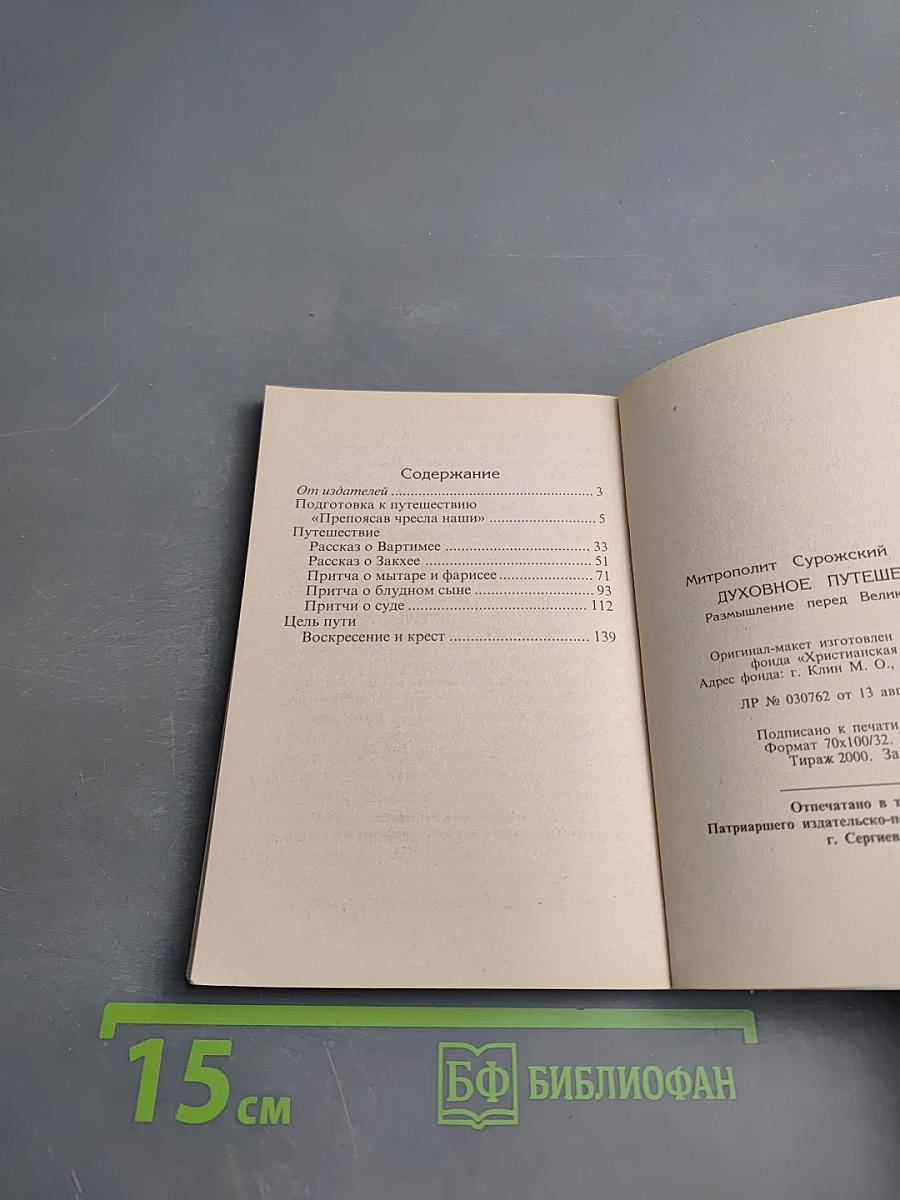 Содержание
От издателей 3
Подготовка к путешествию
«Препоясав чресла наши» 5
Путешествие
Рассказ о Вартимее 33
Рассказ о Закхее 51
Притча о мытаре и фарисее 71
Притча о блудном сыне 93
Притчи о суде 112
Цель пути
Воскресение и крест 139
Митрополит Сурожский
ДУХОВНОЕ ПУТЕШЕ
Размышление перед Велик
Оригинал-макет изготовлен
фонда «Христианская
Адрес фонда: г. Клин М. О.,
ЛР № 030762 от 13 авг
Подписано к печати
Формат 70х100/32.
Тираж 2000. За
Отпечатано в т
Патриаршего издательско-по
г. Сергиев
15 см
БФ БИБЛИОФАН